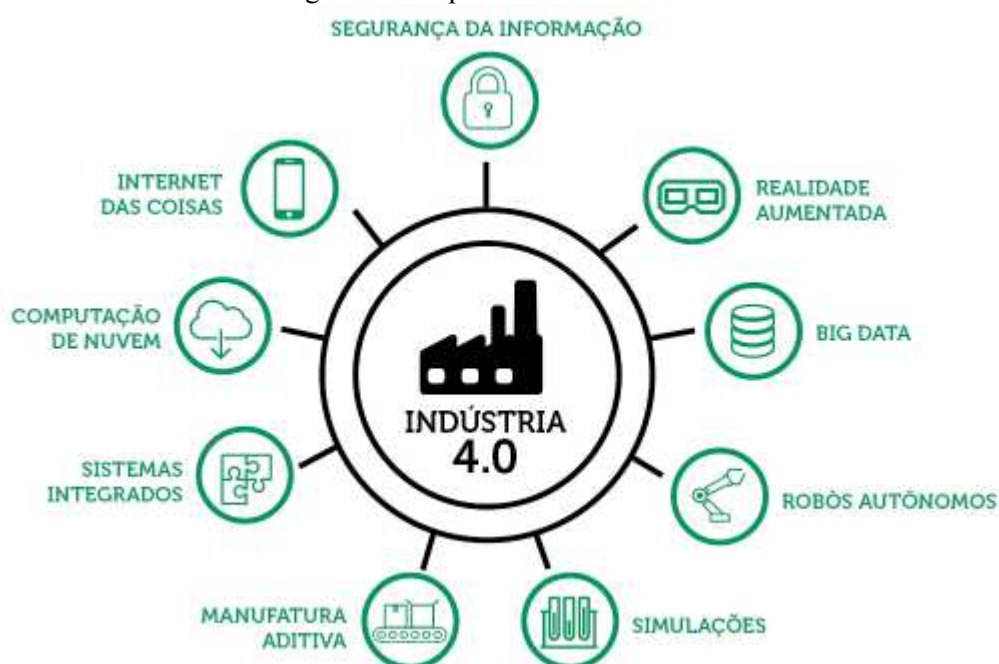 SEGURANÇA DA INFORMAÇÃO
INTERNET
DAS COISAS
REALIDADE
AUMENTADA
COMPUTAÇÃO
DE NUVEM
BIG DATA
INDÚSTRIA
4.0
SISTEMAS
INTEGRADOS
ROBÔS AUTÔNOMOS
MANUFATURA
ADITIVA
SIMULAÇÕES